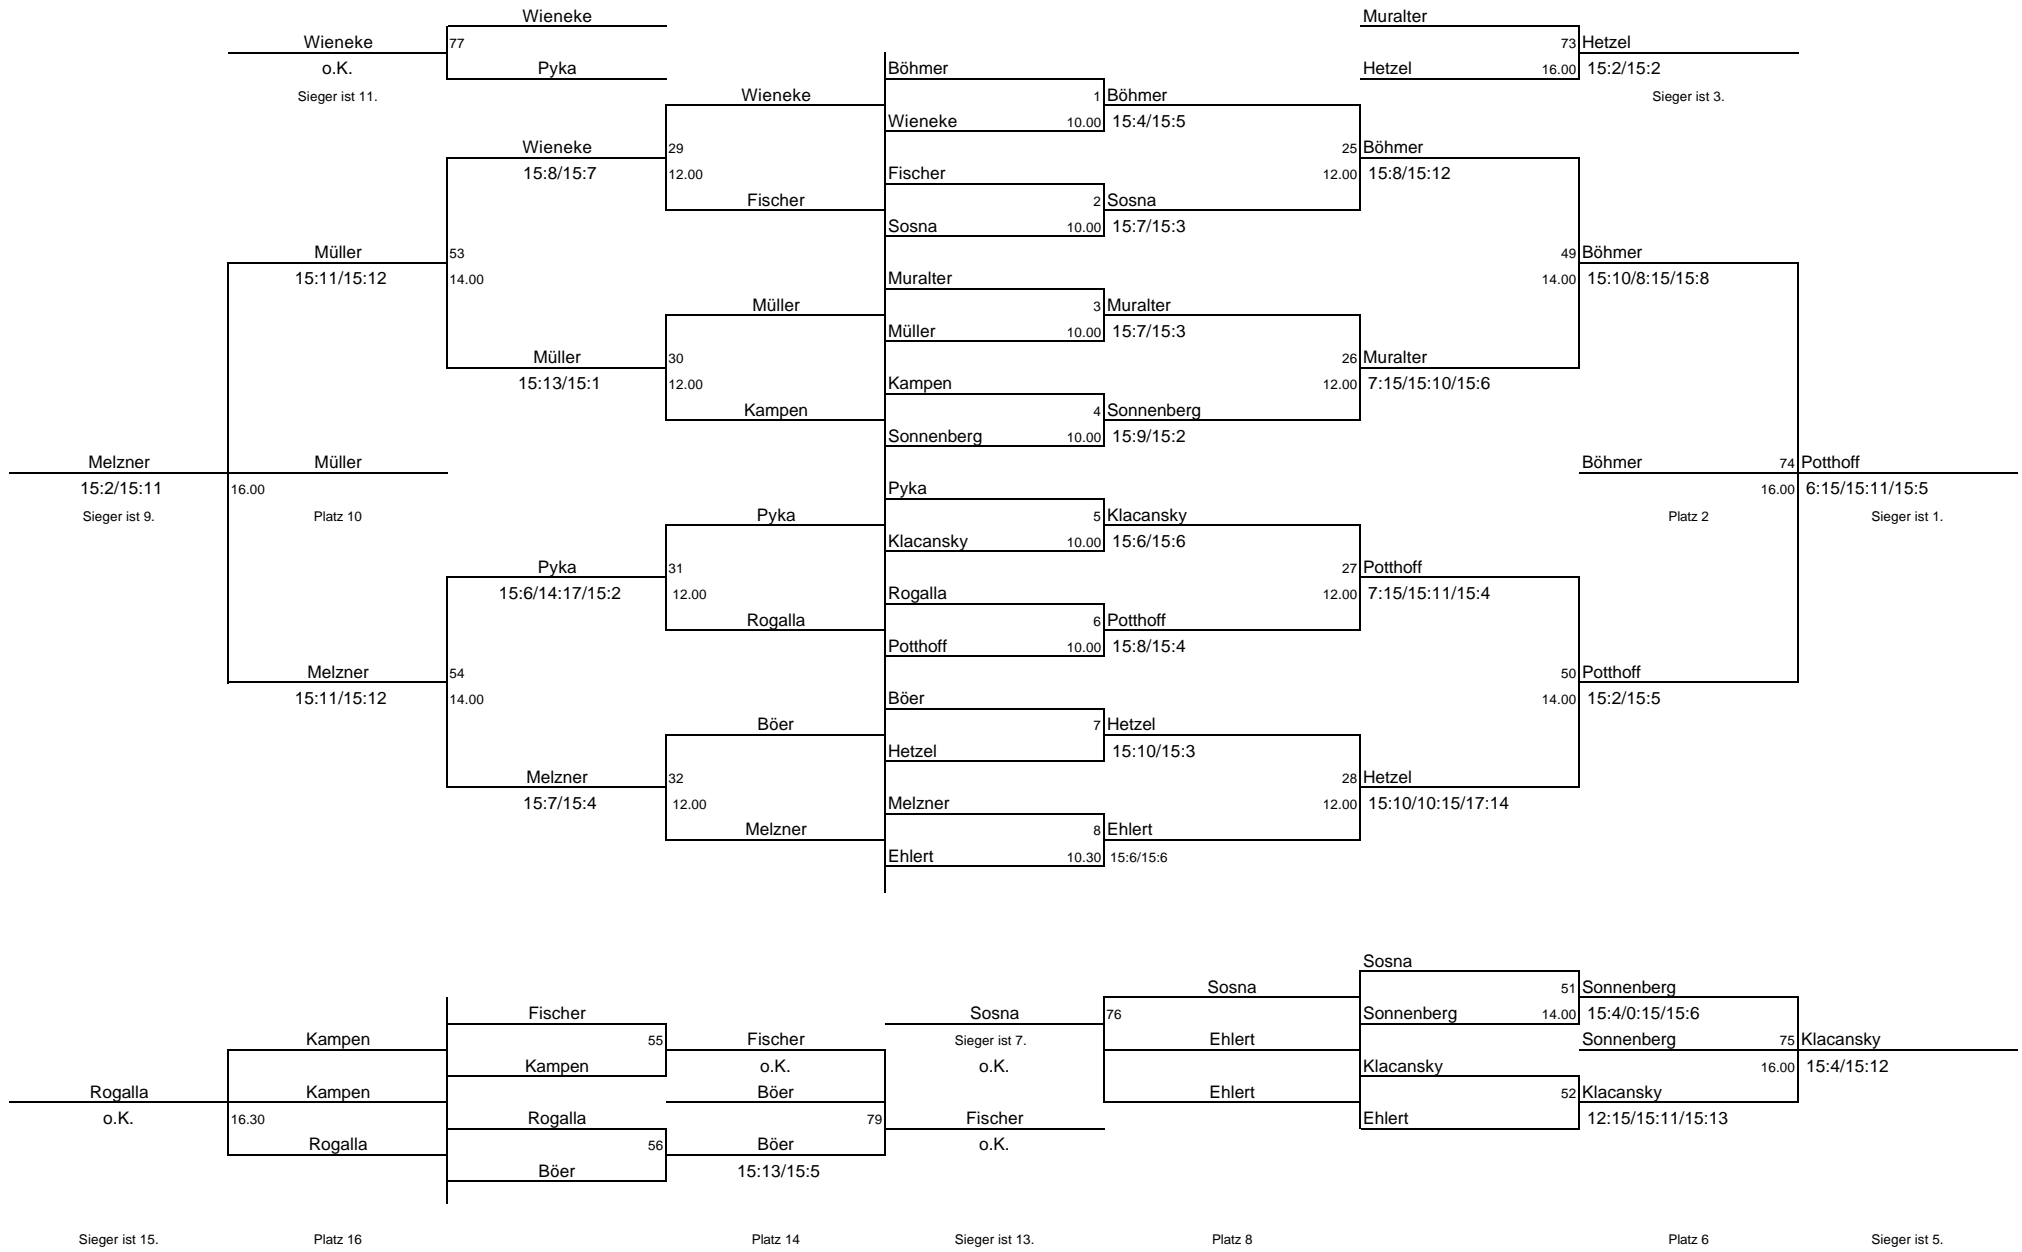 Wieneke Muralter
Wieneke 77 73 Hetzel
o.K. Pyka Böhmer Hetzel 16.00 15:2/15:2
Sieger ist 11. Wieneke 1 Böhmer Sieger ist 3.
Wieneke 10.00 15:4/15:5
Wieneke 29 25 Böhmer
15:8/15:7 12.00 Fischer 12.00 15:8/15:12
Fischer 2 Sosna
Sosna 10.00 15:7/15:3
Müller 53 49 Böhmer
15:11/15:12 14.00 Muralter 14.00 15:10/8:15/15:8
Müller 3 Muralter
Müller 10.00 15:7/15:3
Müller 30 26 Muralter
15:13/15:1 12.00 Kampen 12.00 7:15/15:10/15:6
Kampen 4 Sonnenberg
Sonnenberg 10.00 15:9/15:2
Melzner Müller Böhmer 74 Potthoff
15:2/15:11 16.00 Pyka 16.00 6:15/15:11/15:5
Sieger ist 9. Platz 10 Pyka 5 Klacansky Platz 2 Sieger ist 1.
Klacansky 10.00 15:6/15:6
Pyka 31 27 Potthoff
15:6/14:17/15:2 12.00 Rogalla 12.00 7:15/15:11/15:4
Rogalla 6 Potthoff
Potthoff 10.00 15:8/15:4
Melzner 54 50 Potthoff
15:11/15:12 14.00 Böer 14.00 15:2/15:5
Böer 7 Hetzel
Hetzel 15:10/15:3
Melzner 32 28 Hetzel
15:7/15:4 12.00 Melzner 12.00 15:10/10:15/17:14
Melzner 8 Ehlert
Ehlert 10.30 15:6/15:6
Sosna
Sosna 51 Sonnenberg
Fischer Sosna 76 Sonnenberg 14.00 15:4/0:15/15:6
Kampen 55 Fischer Sieger ist 7. Ehlert Sonnenberg 75 Klacansky
Kampen o.K. o.K. Klacansky 16.00 15:4/15:12
Rogalla Kampen Böer Ehlert 52 Klacansky
o.K. 16.30 Rogalla 79 Fischer Ehlert 12:15/15:11/15:13
Rogalla 56 Böer o.K.
Böer 15:13/15:5
Sieger ist 15. Platz 16 Platz 14 Sieger ist 13. Platz 8 Platz 6 Sieger ist 5.